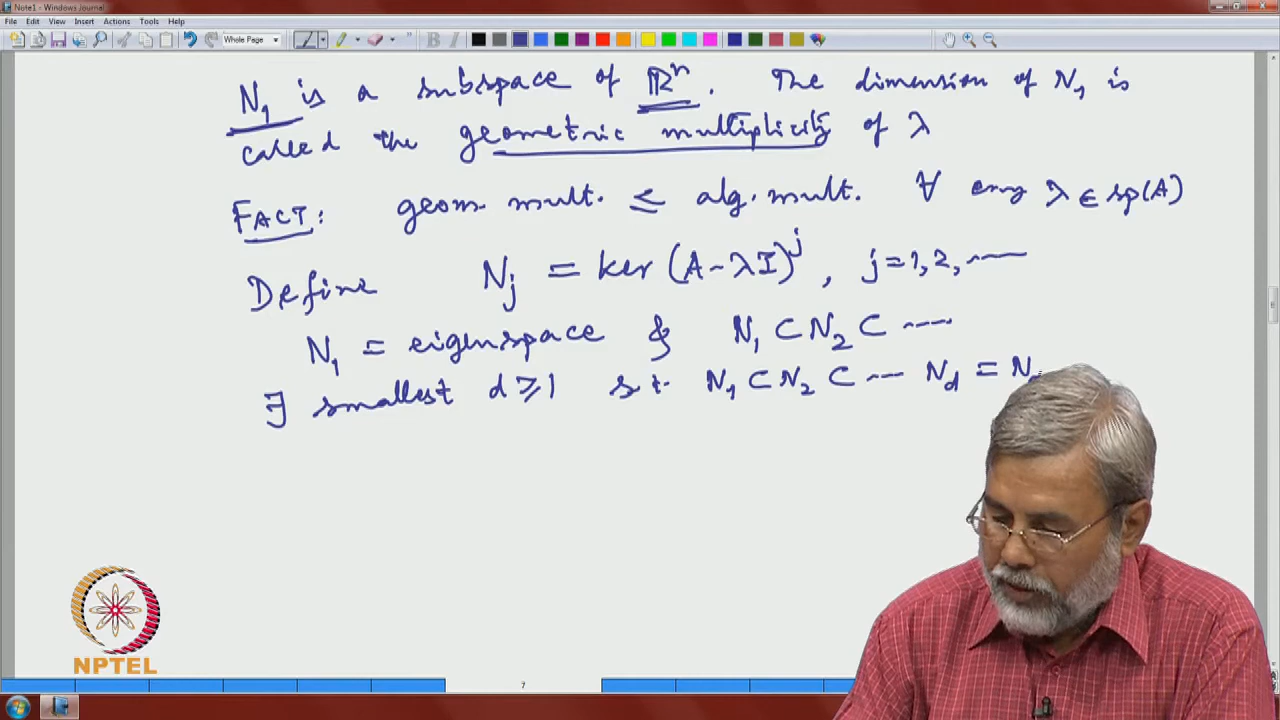 Note1 - Windows Journal
File Edit View Insert Actions Tools Help
Whole Page
B I
N₁ is a subspace of ℝⁿ. The dimension of N₁ is
called the geometric multiplicity of λ
FACT: geom. mult. ≤ alg. mult. ∀ any λ ∈ sp(A)
Define N_j = ker (A-λI)^j, j=1,2,----
N₁ = eigenspace & N₁ ⊂ N₂ ⊂ ----
∃ smallest d ≥ 1 s.t. N₁ ⊂ N₂ ⊂ --- N_d = N
NPTEL
7